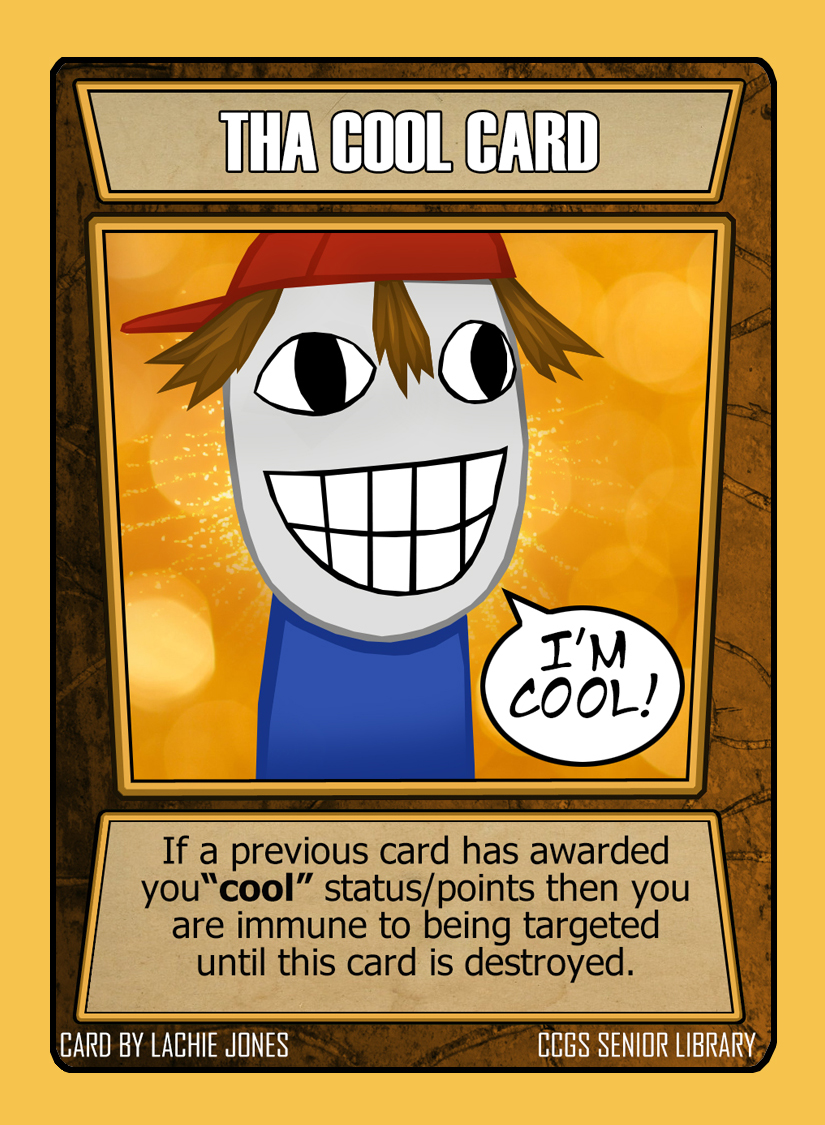 THA COOL CARD
I'M
COOL!
If a previous card has awarded
you“cool” status/points then you
are immune to being targeted
until this card is destroyed.
CARD BY LACHIE JONES
CCGS SENIOR LIBRARY